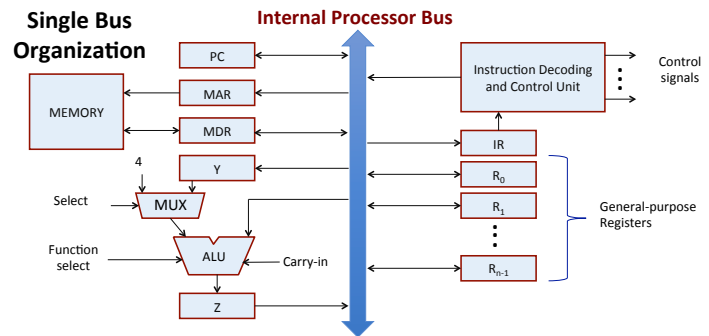 Single Bus
Organization
Internal Processor Bus
PC
MAR
MDR
MEMORY
Y
4
Select
MUX
Function
select
ALU
Carry-in
Z
Instruction Decoding
and Control Unit
Control
signals
IR
R0
R1
Rn-1
General-purpose
Registers